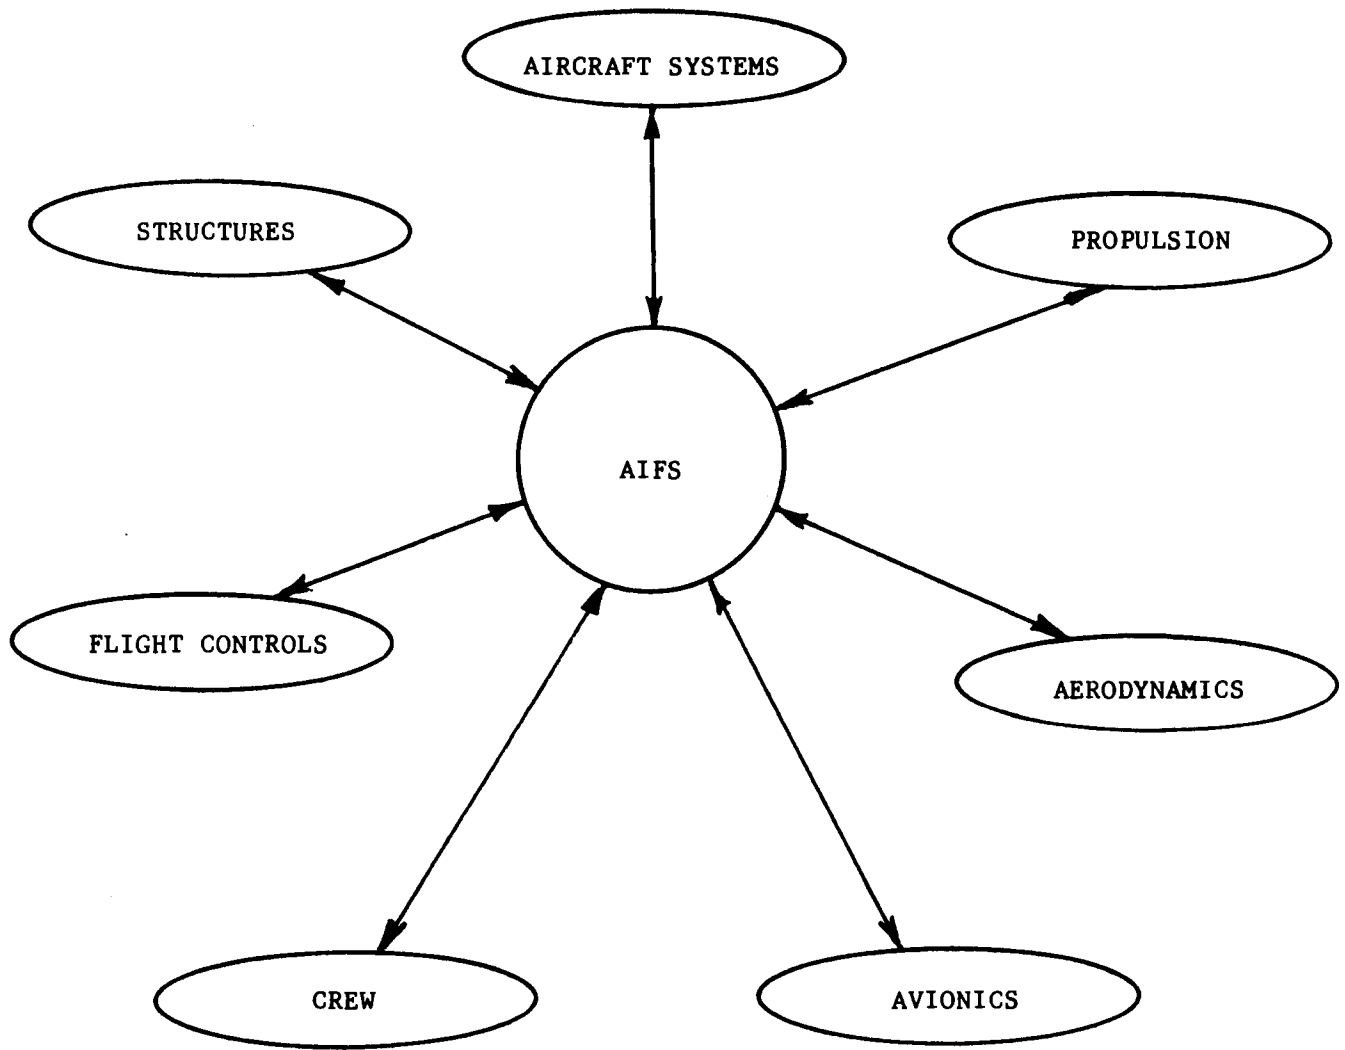 AIRCRAFT SYSTEMS
STRUCTURES
PROPULSION
AIFS
FLIGHT CONTROLS
AERODYNAMICS
CREW
AVIONICS